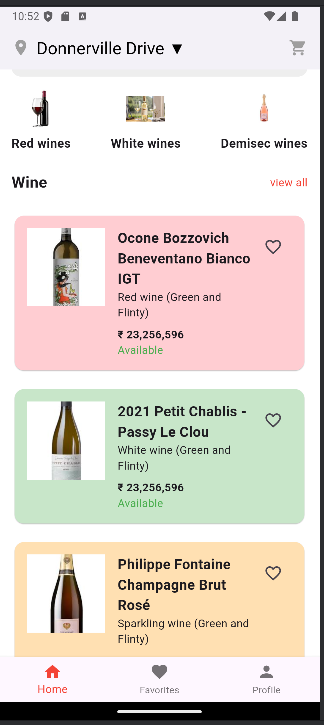 10:52
Donnerville Drive ▼
Red wines
White wines
Demisec wines
Wine
view all
Ocone Bozzovich
Beneventano Bianco
IGT
Red wine (Green and
Flinty)
₹ 23,256,596
Available
2021 Petit Chablis -
Passy Le Clou
White wine (Green and
Flinty)
₹ 23,256,596
Available
Philippe Fontaine
Champagne Brut
Rosé
Sparkling wine (Green and
Flinty)
Home
Favorites
Profile